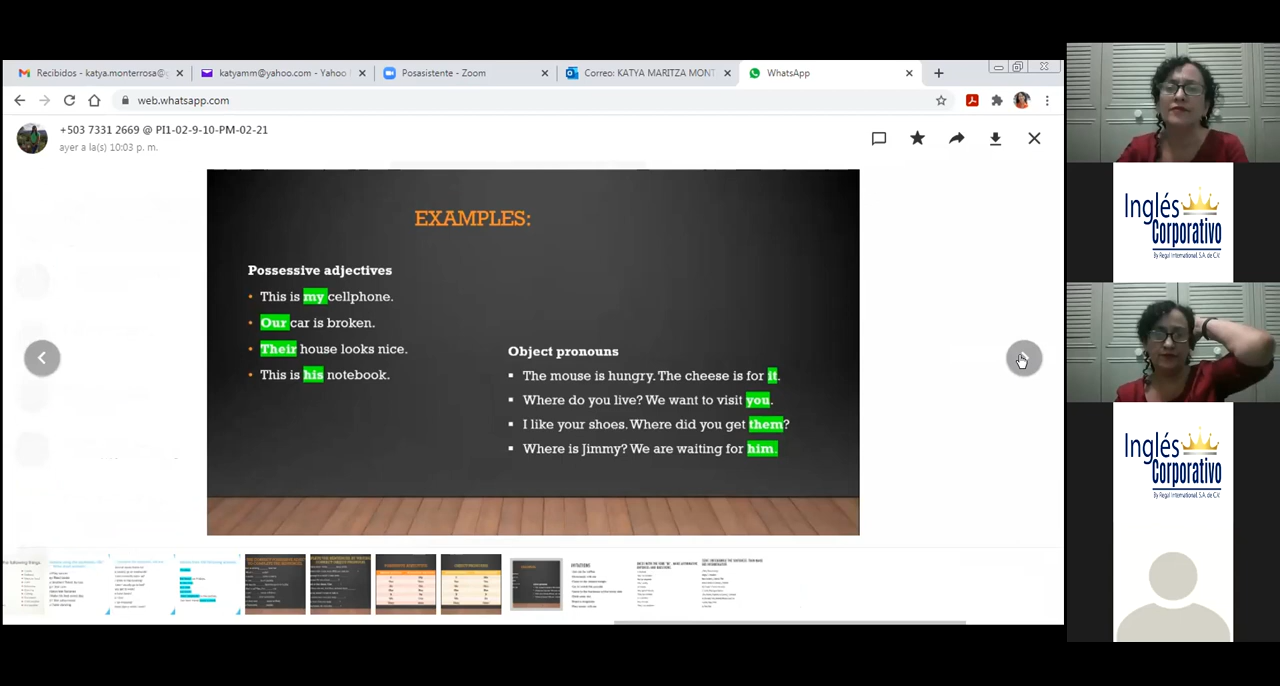 Recibidos - katya.monterrosa@
katyamm@yahoo.com - Yahoo
Posasistente - Zoom
Correo: KATYA MARITZA MONT
WhatsApp
web.whatsapp.com
+503 7331 2669 @ PI1-02-9-10-PM-02-21
ayer a la(s) 10:03 p. m.
EXAMPLES:
Possessive adjectives
• This is my cellphone.
• Our car is broken.
• Their house looks nice.
• This is his notebook.
Object pronouns
▪ The mouse is hungry. The cheese is for it.
▪ Where do you live? We want to visit you.
▪ I like your shoes. Where did you get them?
▪ Where is Jimmy? We are waiting for him.
Inglés
Corporativo
By Regal International, S.A. de C.V.
Inglés
Corporativo
By Regal International, S.A. de C.V.